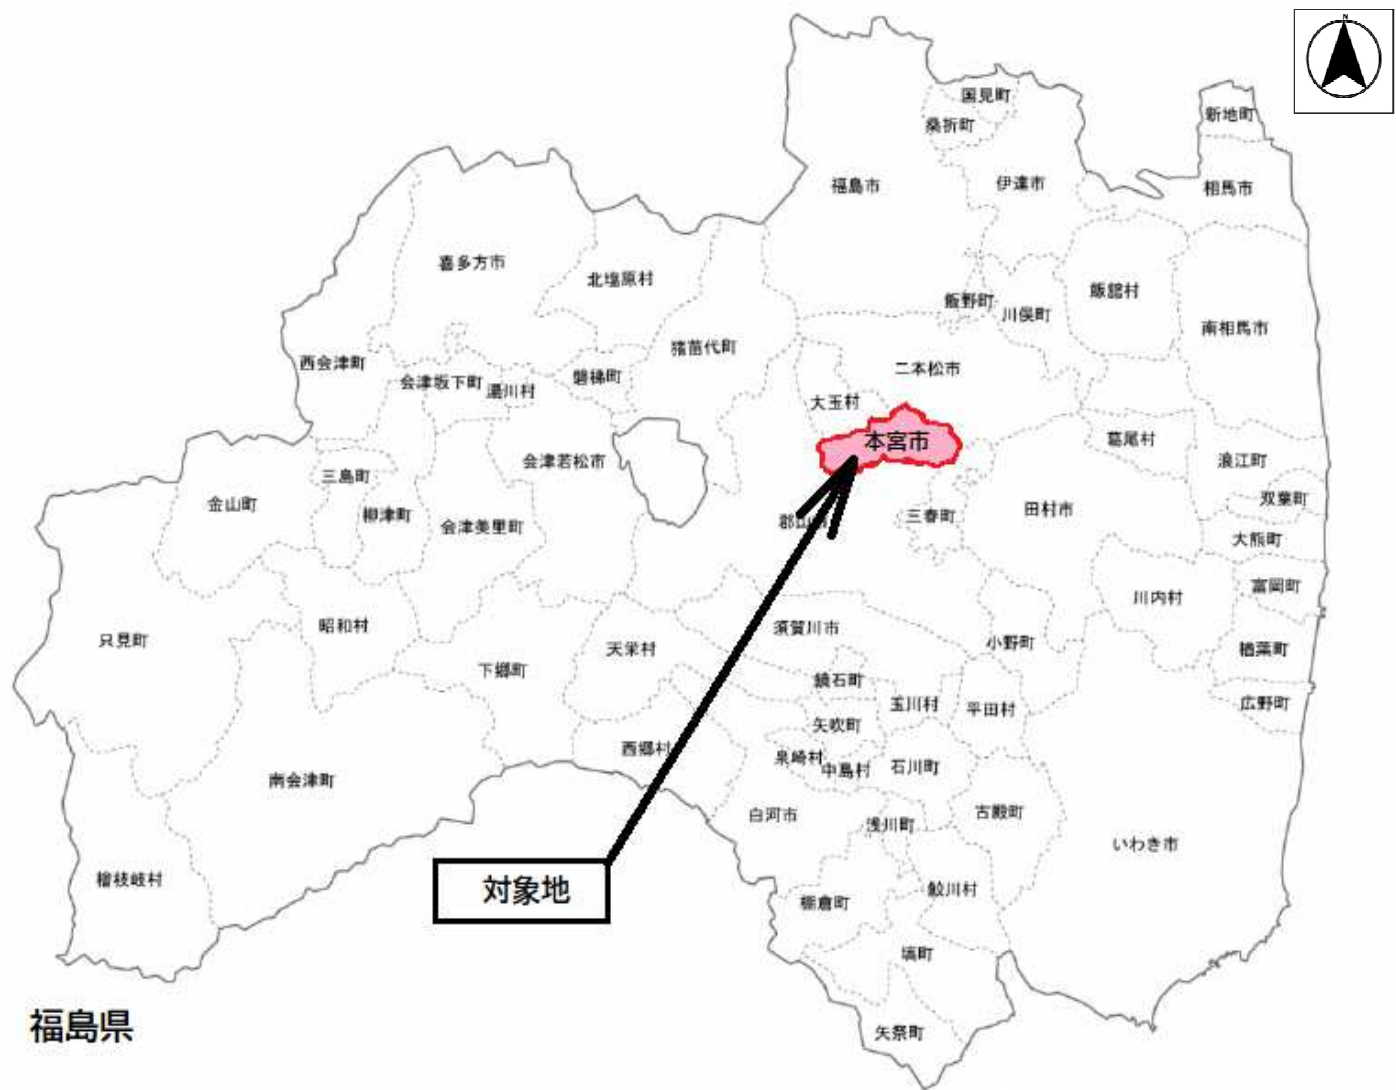 N
国見町
新地町
桑折町
福島市
伊達市
相馬市
喜多方市
北塩原村
飯野町
川俣町
飯舘村
南相馬市
猪苗代町
二本松市
西会津町
会津坂下町
湯川村
磐梯町
大玉村
本宮市
葛尾村
浪江町
会津若松市
三島町
金山町
柳津町
会津美里町
郡山市
三春町
田村市
双葉町
大熊町
富岡町
川内村
只見町
昭和村
下郷町
天栄村
須賀川市
小野町
楢葉町
鏡石町
玉川村
平田村
広野町
矢吹町
西郷村
泉崎村
中島村
石川町
南会津町
白河市
浅川町
古殿町
いわき市
檜枝岐村
対象地
棚倉町
鮫川村
塙町
福島県
矢祭町